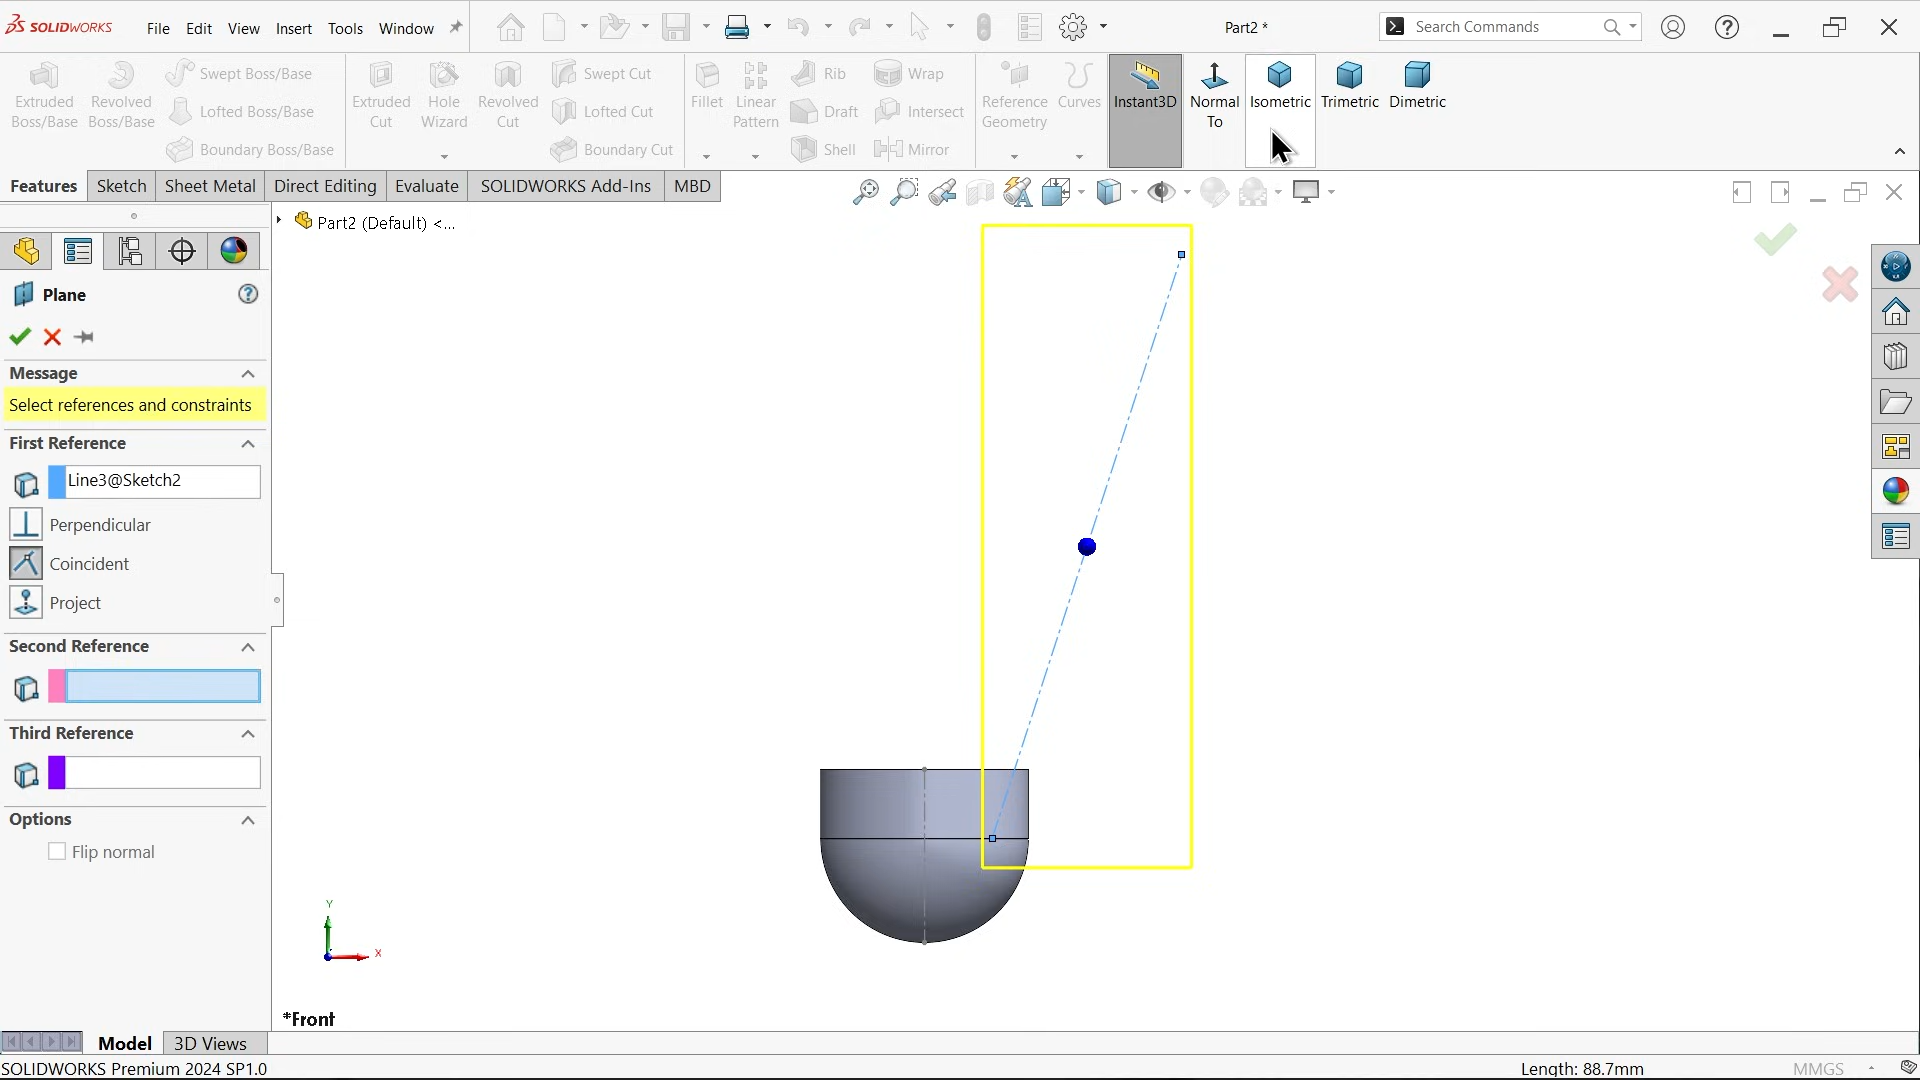 SOLIDWORKS File Edit View Insert Tools Window Part2 * Search Commands
Extruded Boss/Base
Revolved Boss/Base
Swept Boss/Base
Lofted Boss/Base
Boundary Boss/Base
Extruded Cut
Hole Wizard
Revolved Cut
Swept Cut
Lofted Cut
Boundary Cut
Fillet
Linear Pattern
Rib
Draft
Shell
Wrap
Intersect
Mirror
Reference Geometry
Curves
Instant3D
Normal To
Isometric
Trimetric
Dimetric
Features Sketch Sheet Metal Direct Editing Evaluate SOLIDWORKS Add-Ins MBD
Part2 (Default) <...
Plane
Message
Select references and constraints
First Reference
Line3@Sketch2
Perpendicular
Coincident
Project
Second Reference
Third Reference
Options
Flip normal
Y
X
*Front
Model 3D Views
SOLIDWORKS Premium 2024 SP1.0 Length: 88.7mm MMGS